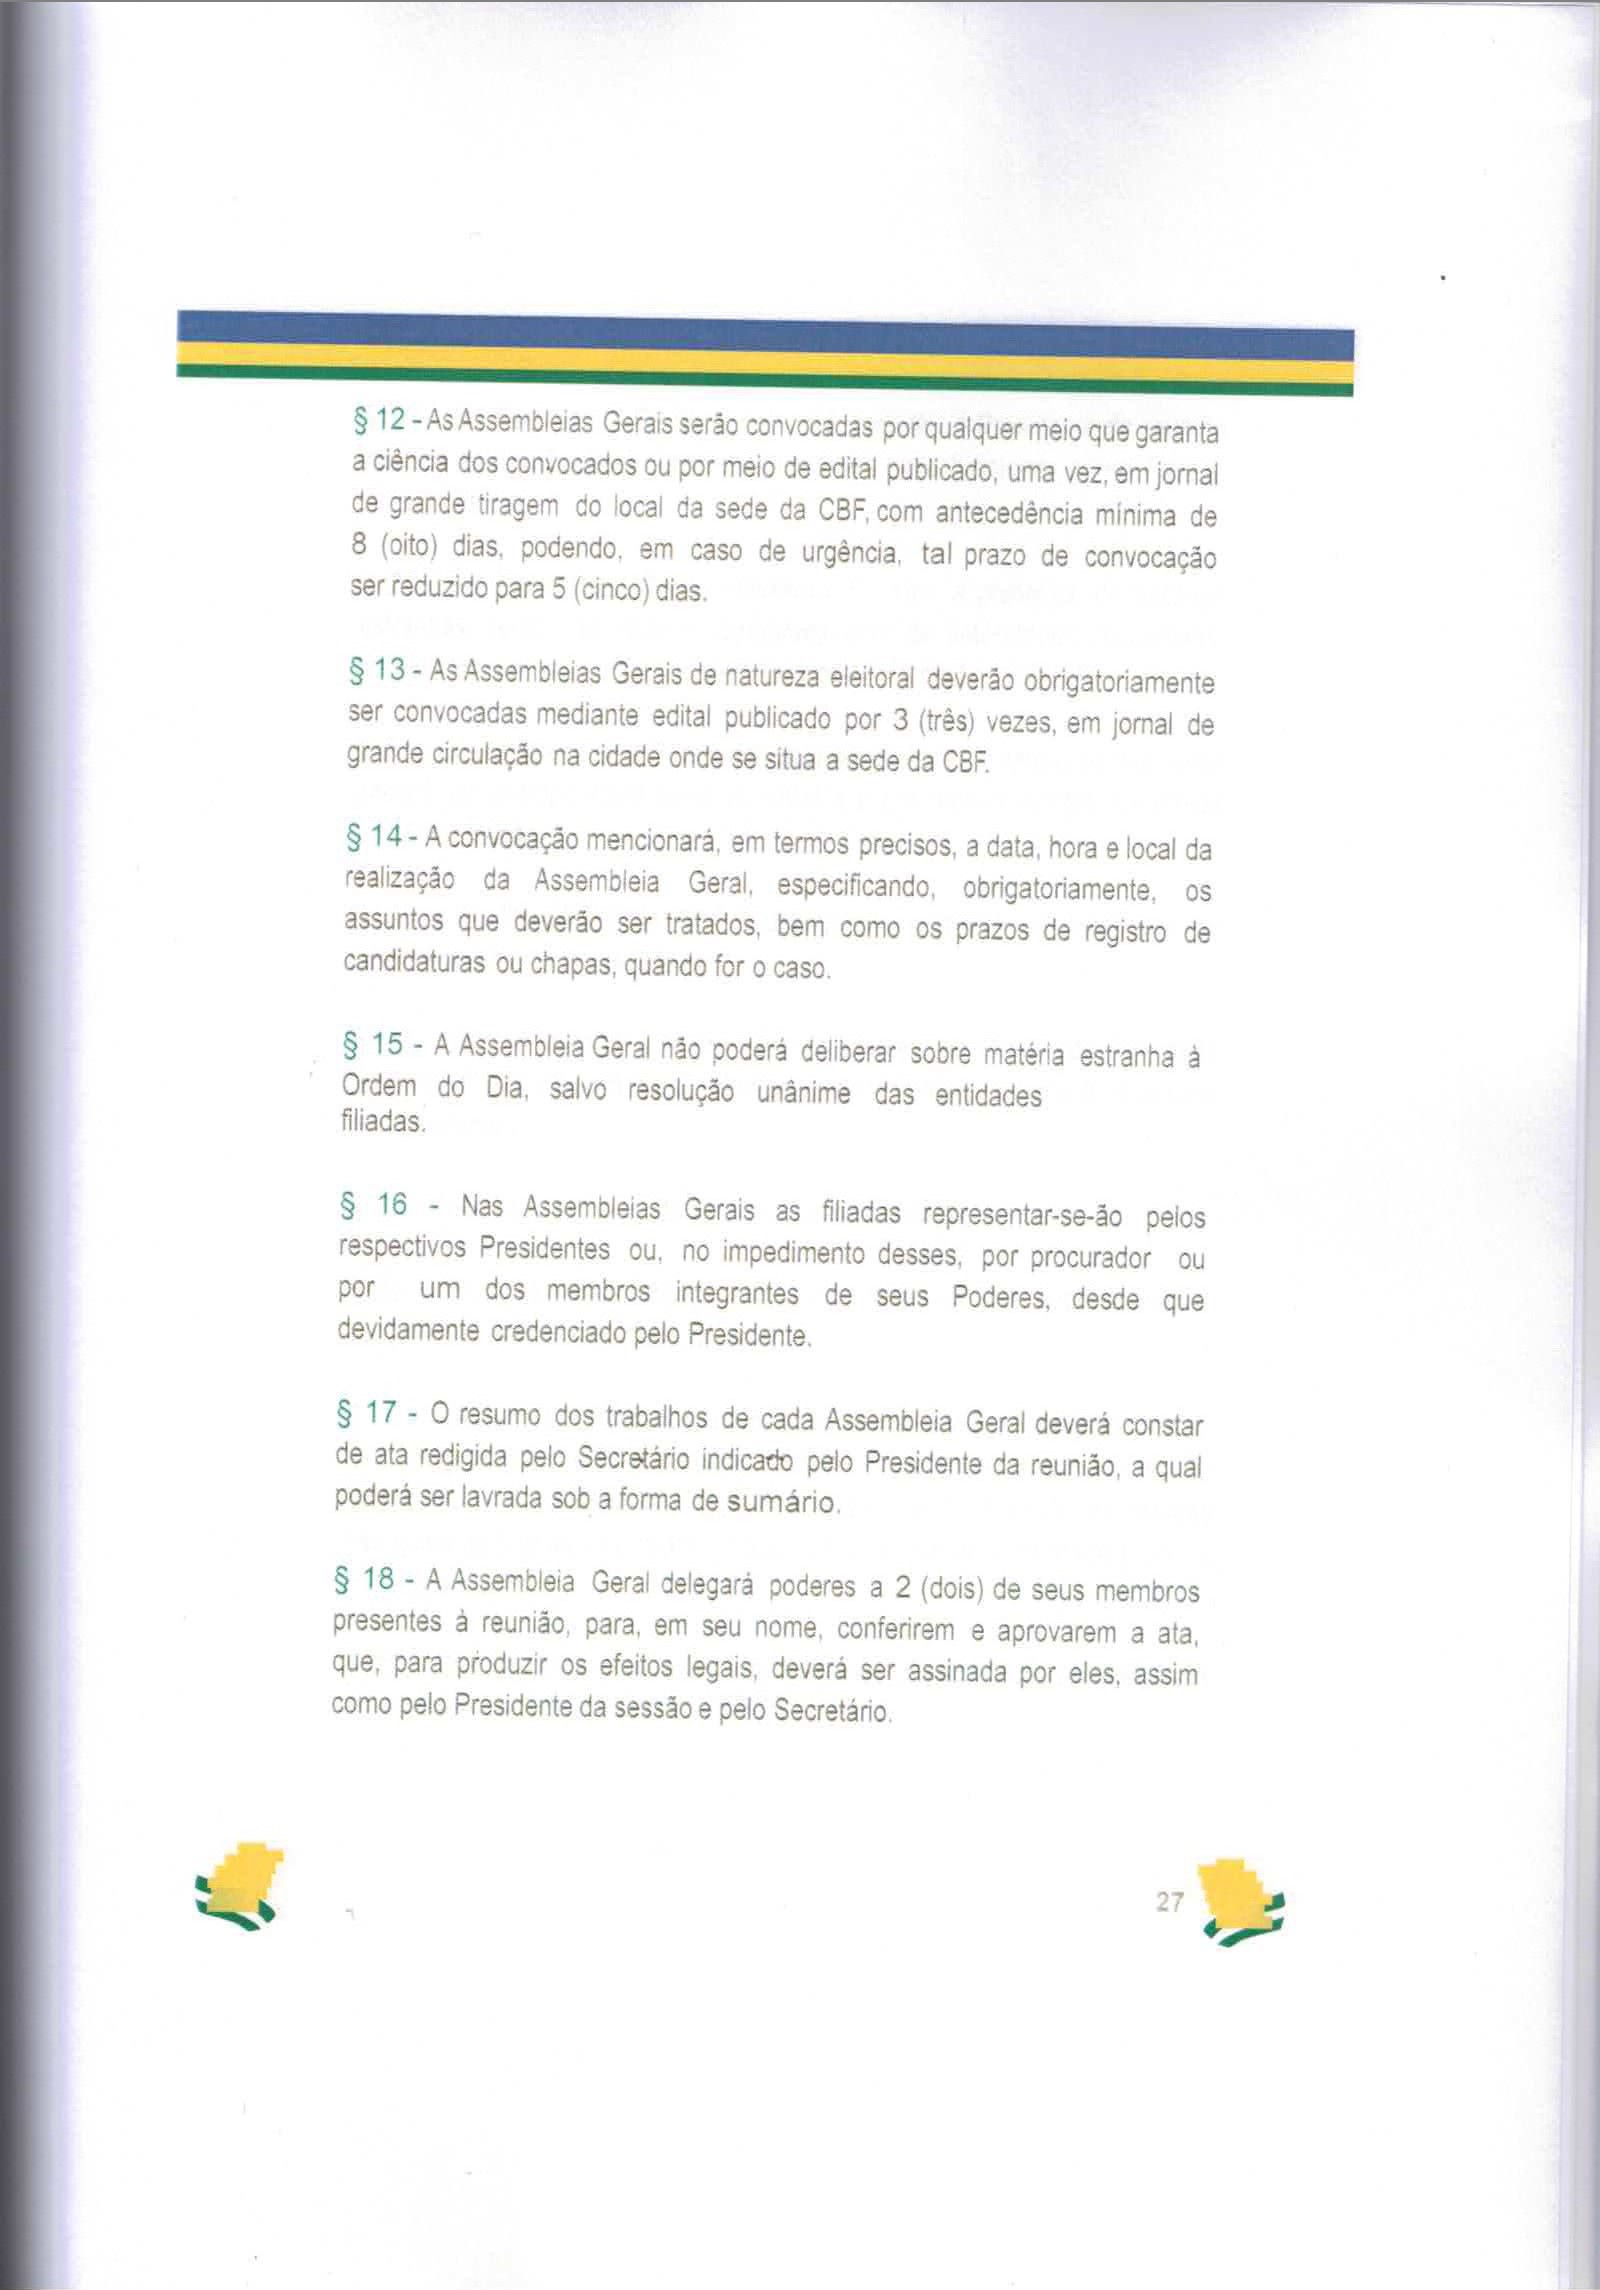 § 12 - As Assembleias Gerais serão convocadas por qualquer meio que garanta
a ciência dos convocados ou por meio de edital publicado, uma vez, em jornal
de grande tiragem do local da sede da CBF, com antecedência mínima de
8 (oito) dias, podendo, em caso de urgência, tal prazo de convocação
ser reduzido para 5 (cinco) dias.
§ 13 - As Assembleias Gerais de natureza eleitoral deverão obrigatoriamente
ser convocadas mediante edital publicado por 3 (três) vezes, em jornal de
grande circulação na cidade onde se situa a sede da CBF.
§ 14 - A convocação mencionará, em termos precisos, a data, hora e local da
realização da Assembleia Geral, especificando, obrigatoriamente, os
assuntos que deverão ser tratados, bem como os prazos de registro de
candidaturas ou chapas, quando for o caso.
§ 15 - A Assembleia Geral não poderá deliberar sobre matéria estranha à
Ordem do Dia, salvo resolução unânime das entidades
filiadas.
§ 16 - Nas Assembleias Gerais as filiadas representar-se-ão pelos
respectivos Presidentes ou, no impedimento desses, por procurador ou
por um dos membros integrantes de seus Poderes, desde que
devidamente credenciado pelo Presidente.
§ 17 - O resumo dos trabalhos de cada Assembleia Geral deverá constar
de ata redigida pelo Secretário indicado pelo Presidente da reunião, a qual
poderá ser lavrada sob a forma de sumário.
§ 18 - A Assembleia Geral delegará poderes a 2 (dois) de seus membros
presentes à reunião, para, em seu nome, conferirem e aprovarem a ata,
que, para produzir os efeitos legais, deverá ser assinada por eles, assim
como pelo Presidente da sessão e pelo Secretário.
27